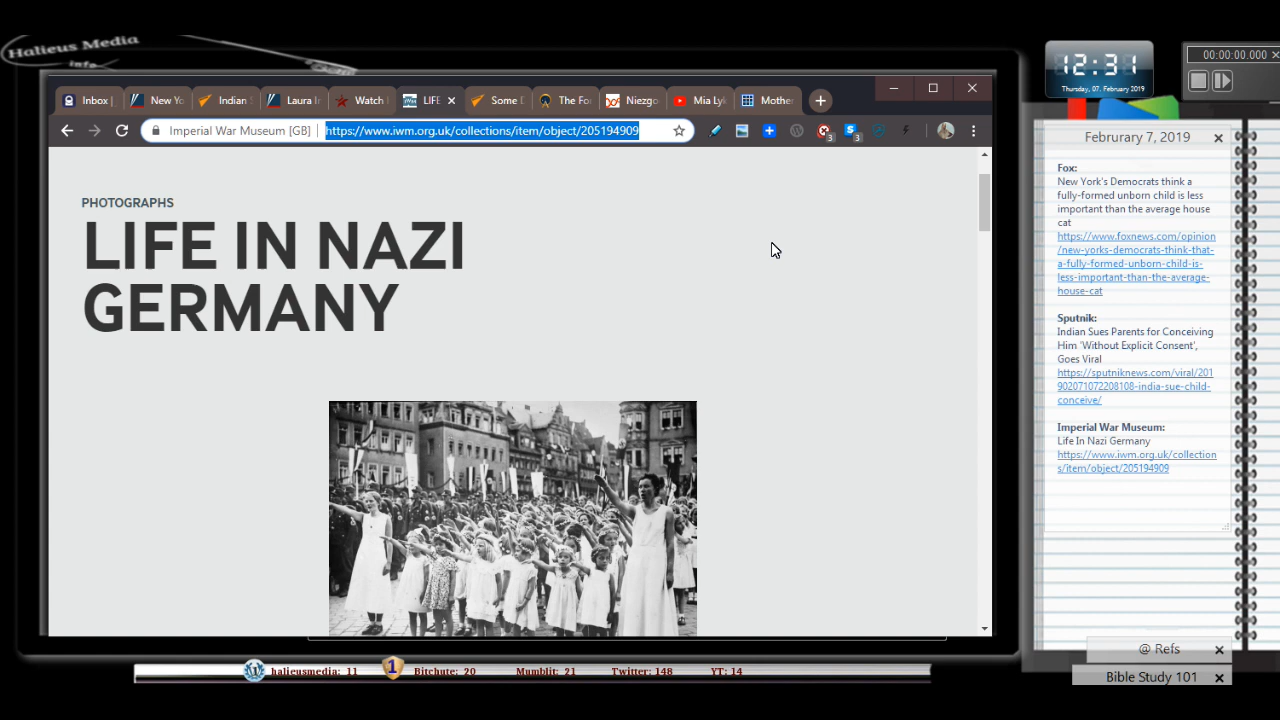 Halieus Media
info
Inbox |
New Yo
Indian S
Laura In
Watch
LIFE
Some D
The Fo
Niezgo
Mia Lyk
Mothe
Imperial War Museum [GB] | https://www.iwm.org.uk/collections/item/object/205194909
3
3
PHOTOGRAPHS
LIFE IN NAZI
GERMANY
12:31
Thursday, 07. February 2019
00:00:00.000
Februrary 7, 2019
Fox:
New York's Democrats think a
fully-formed unborn child is less
important than the average house
cat
https://www.foxnews.com/opinion
/new-yorks-democrats-think-that-
a-fully-formed-unborn-child-is-
less-important-than-the-average-
house-cat
Sputnik:
Indian Sues Parents for Conceiving
Him 'Without Explicit Consent',
Goes Viral
https://sputniknews.com/viral/201
902071072208108-india-sue-child-
conceive/
Imperial War Museum:
Life In Nazi Germany
https://www.iwm.org.uk/collection
s/item/object/205194909
@ Refs
Bible Study 101
halieusmedia: 11
1
Bitchute: 20
Mumblit: 21
Twitter: 148
YT: 14